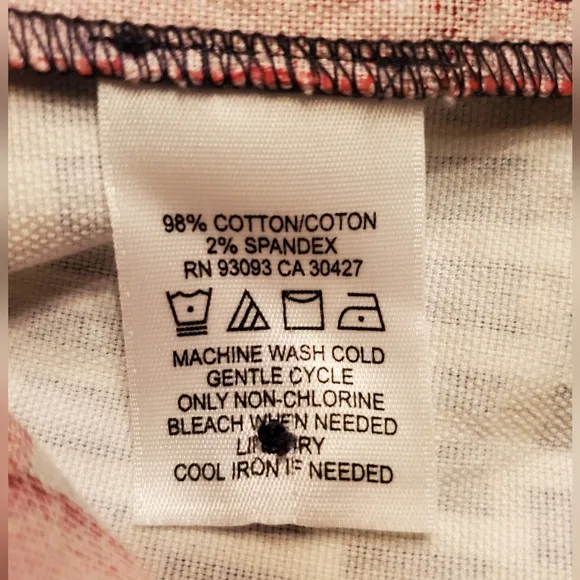 98% COTTON/COTON
2% SPANDEX
RN 93093 CA 30427
MACHINE WASH COLD
GENTLE CYCLE
ONLY NON-CHLORINE
BLEACH WHEN NEEDED
COOL IRON IF NEEDED